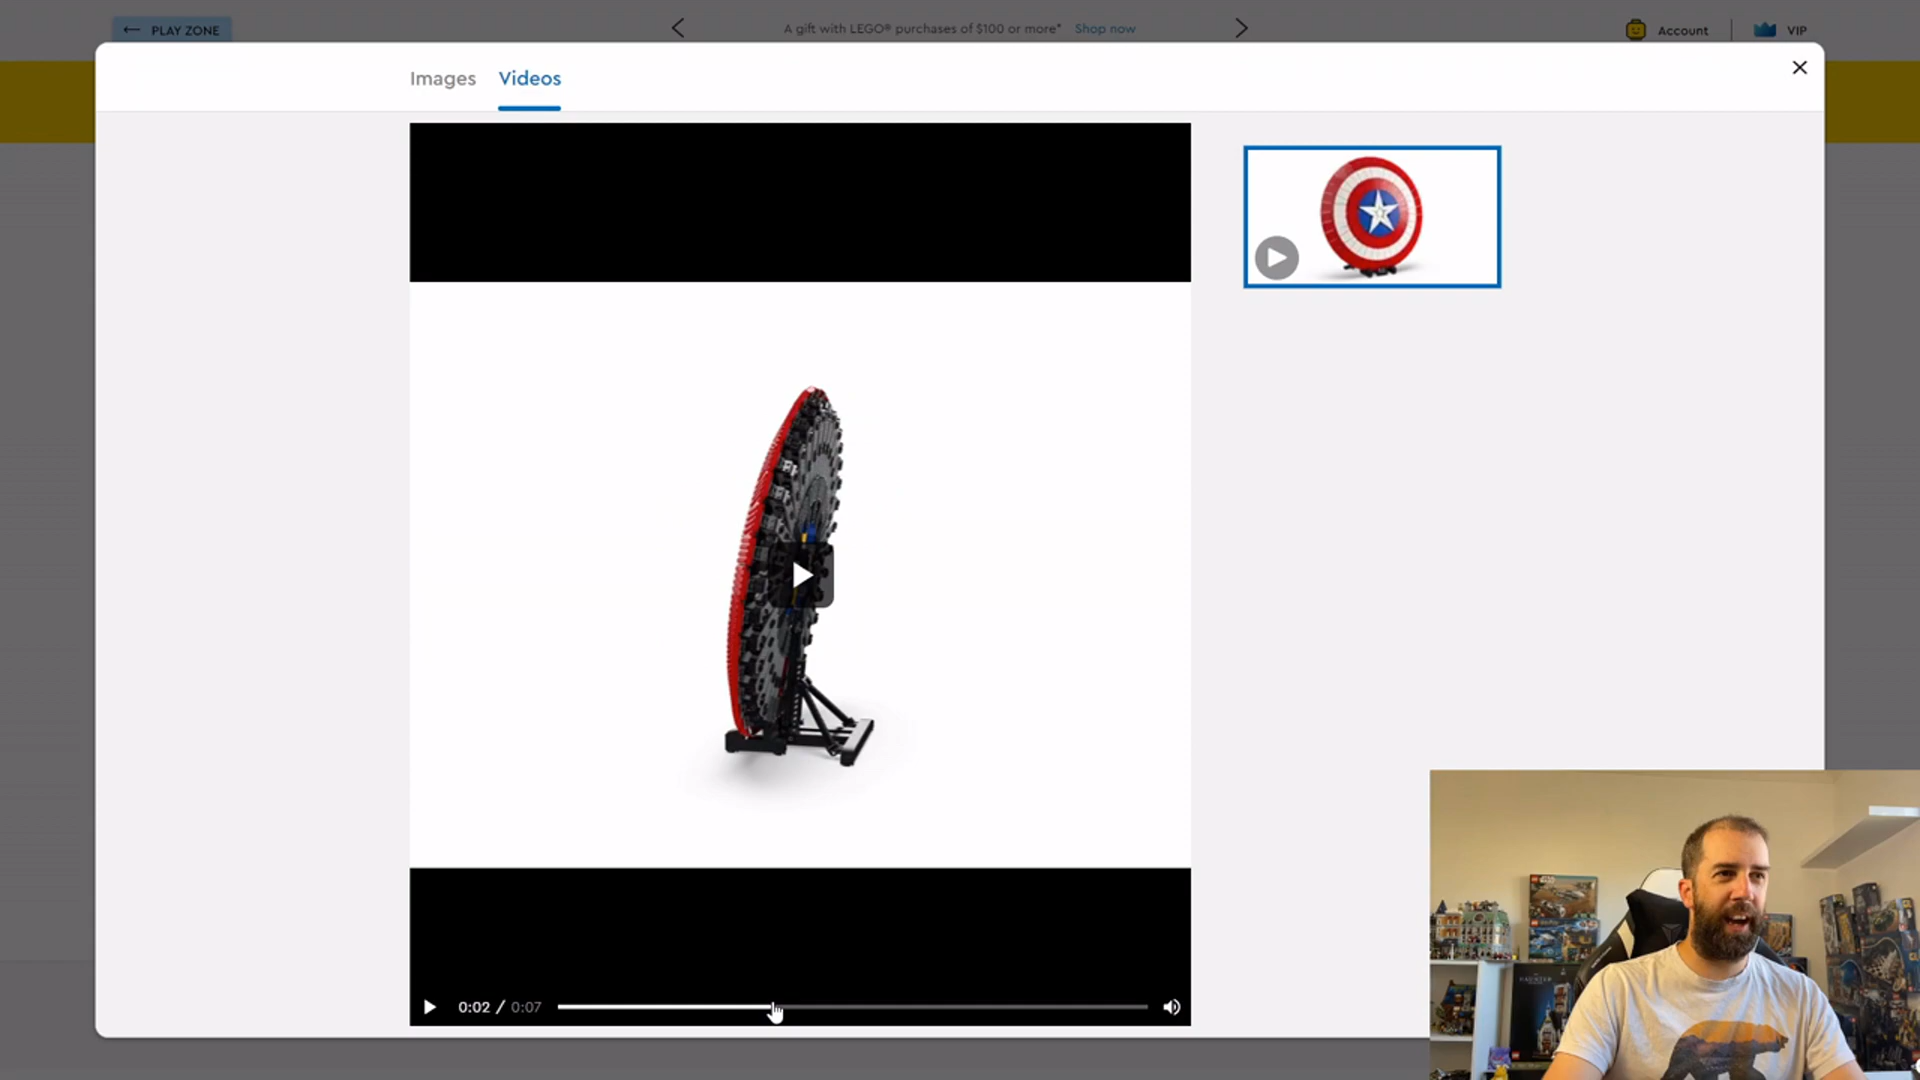 PLAY ZONE
A gift with LEGO® purchases of $100 or more* Shop now
Account
VIP
Images
Videos
0:02 / 0:07